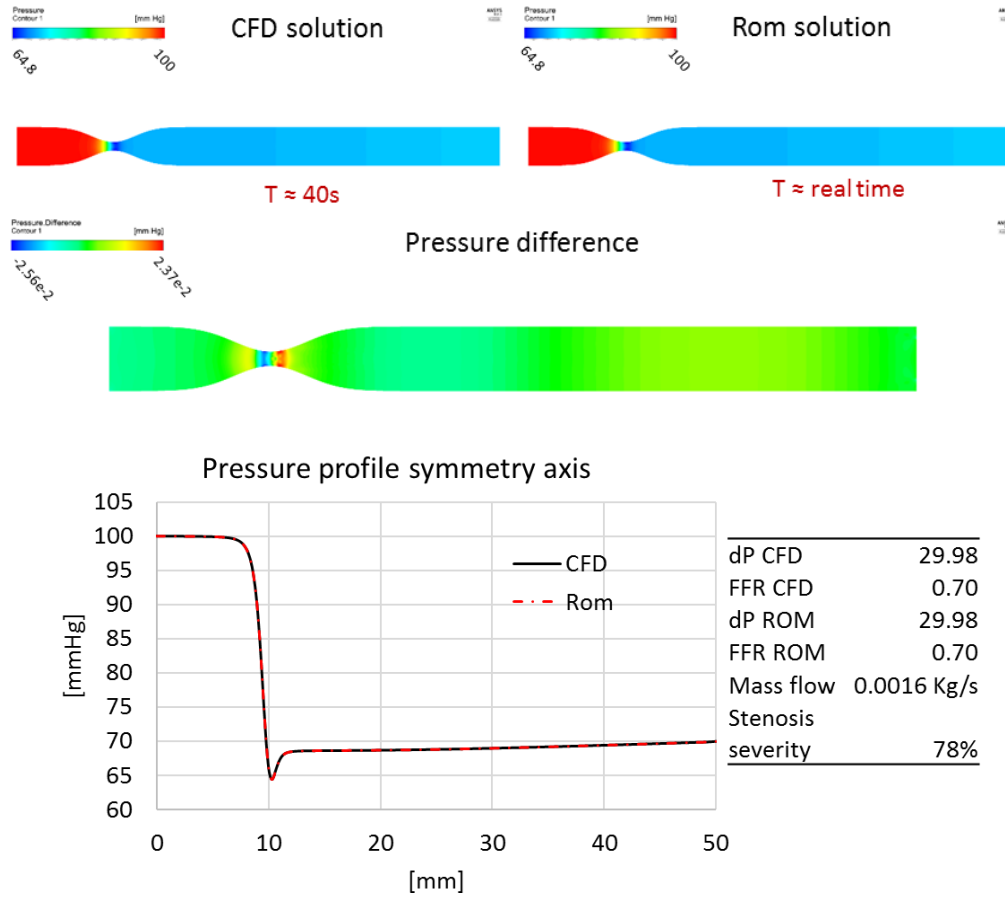 Pressure
Contour 1
[mm Hg]
64.8
100
CFD solution
ANSYS
Pressure
Contour 1
[mm Hg]
64.8
100
Rom solution
T ≈ 40s
T ≈ real time
Pressure.Difference
Contour 1
[mm Hg]
-2.56e-2
2.37e-2
Pressure difference
Pressure profile symmetry axis
105
100
95
90
85
80
75
70
65
60
[mmHg]
0 10 20 30 40 50
[mm]
CFD
Rom
dP CFD 29.98
FFR CFD 0.70
dP ROM 29.98
FFR ROM 0.70
Mass flow 0.0016 Kg/s
Stenosis
severity 78%